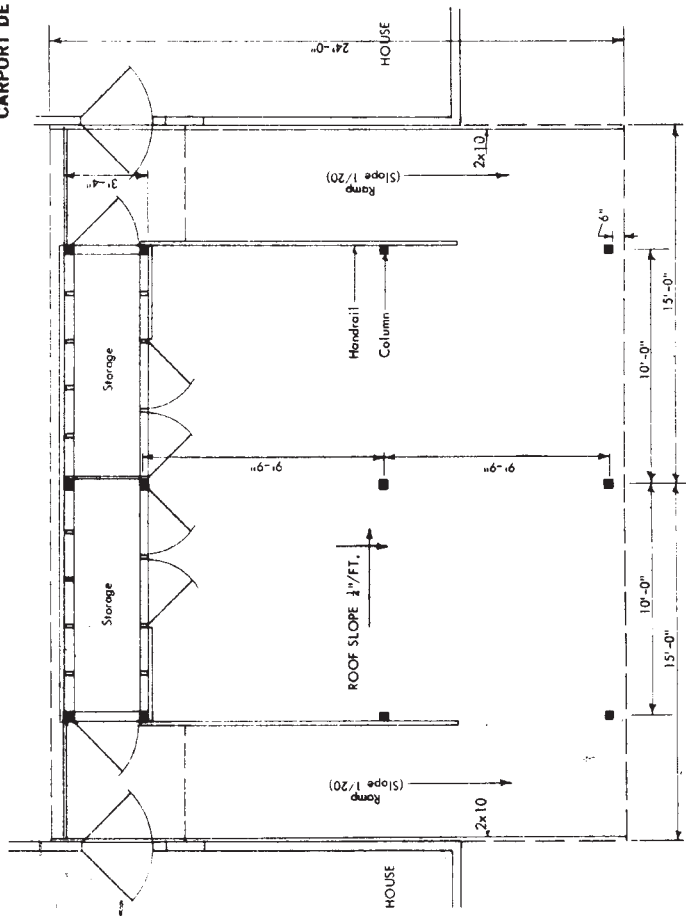 CARPORT DE
24'-0"
HOUSE
3'-4"
Ramp
(Slope 1/20)
2x10
6"
Storage
Handrail
Column
10'-0"
15'-0"
9'-9"
9'-9"
ROOF SLOPE ¼"/FT.
Storage
10'-0"
15'-0"
Ramp
(Slope 1/20)
2x10
HOUSE